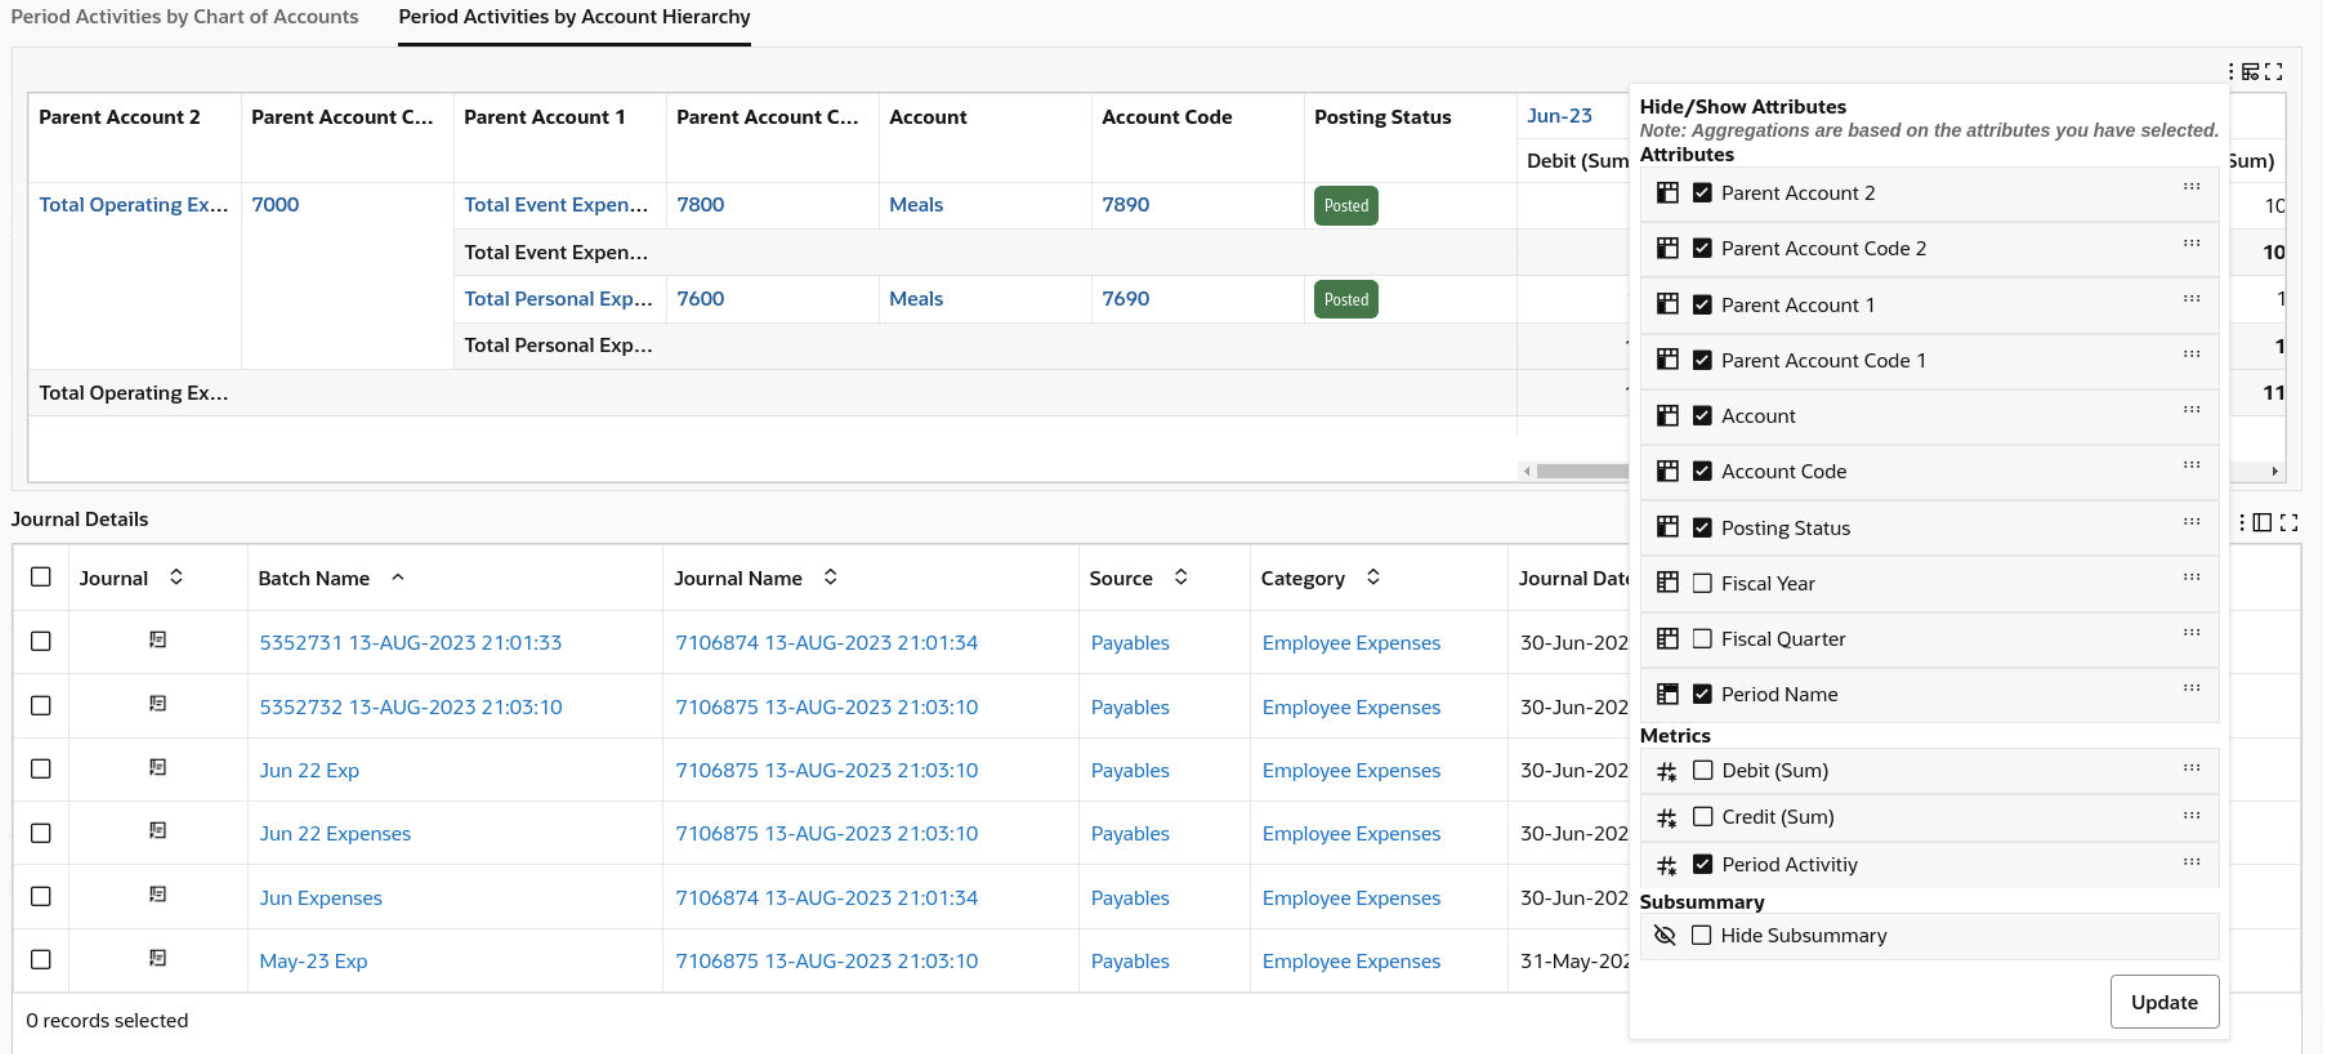 Period Activities by Chart of Accounts Period Activities by Account Hierarchy
Parent Account 2 Parent Account C... Parent Account 1 Parent Account C... Account Account Code Posting Status Jun-23
Debit (Sum Sum)
Total Operating Ex... 7000 Total Event Expen... 7800 Meals 7890 Posted 10
Total Event Expen... 10
Total Personal Exp... 7600 Meals 7690 Posted 1
Total Personal Exp... 1
Total Operating Ex... 11
Hide/Show Attributes
Note: Aggregations are based on the attributes you have selected.
Attributes
Parent Account 2
Parent Account Code 2
Parent Account 1
Parent Account Code 1
Account
Account Code
Posting Status
Fiscal Year
Fiscal Quarter
Period Name
Metrics
Debit (Sum)
Credit (Sum)
Period Activitiy
Subsummary
Hide Subsummary
Update
Journal Details
Journal Batch Name Journal Name Source Category Journal Date
5352731 13-AUG-2023 21:01:33 7106874 13-AUG-2023 21:01:34 Payables Employee Expenses 30-Jun-202
5352732 13-AUG-2023 21:03:10 7106875 13-AUG-2023 21:03:10 Payables Employee Expenses 30-Jun-202
Jun 22 Exp 7106875 13-AUG-2023 21:03:10 Payables Employee Expenses 30-Jun-202
Jun 22 Expenses 7106875 13-AUG-2023 21:03:10 Payables Employee Expenses 30-Jun-202
Jun Expenses 7106874 13-AUG-2023 21:01:34 Payables Employee Expenses 30-Jun-202
May-23 Exp 7106875 13-AUG-2023 21:03:10 Payables Employee Expenses 31-May-202
0 records selected